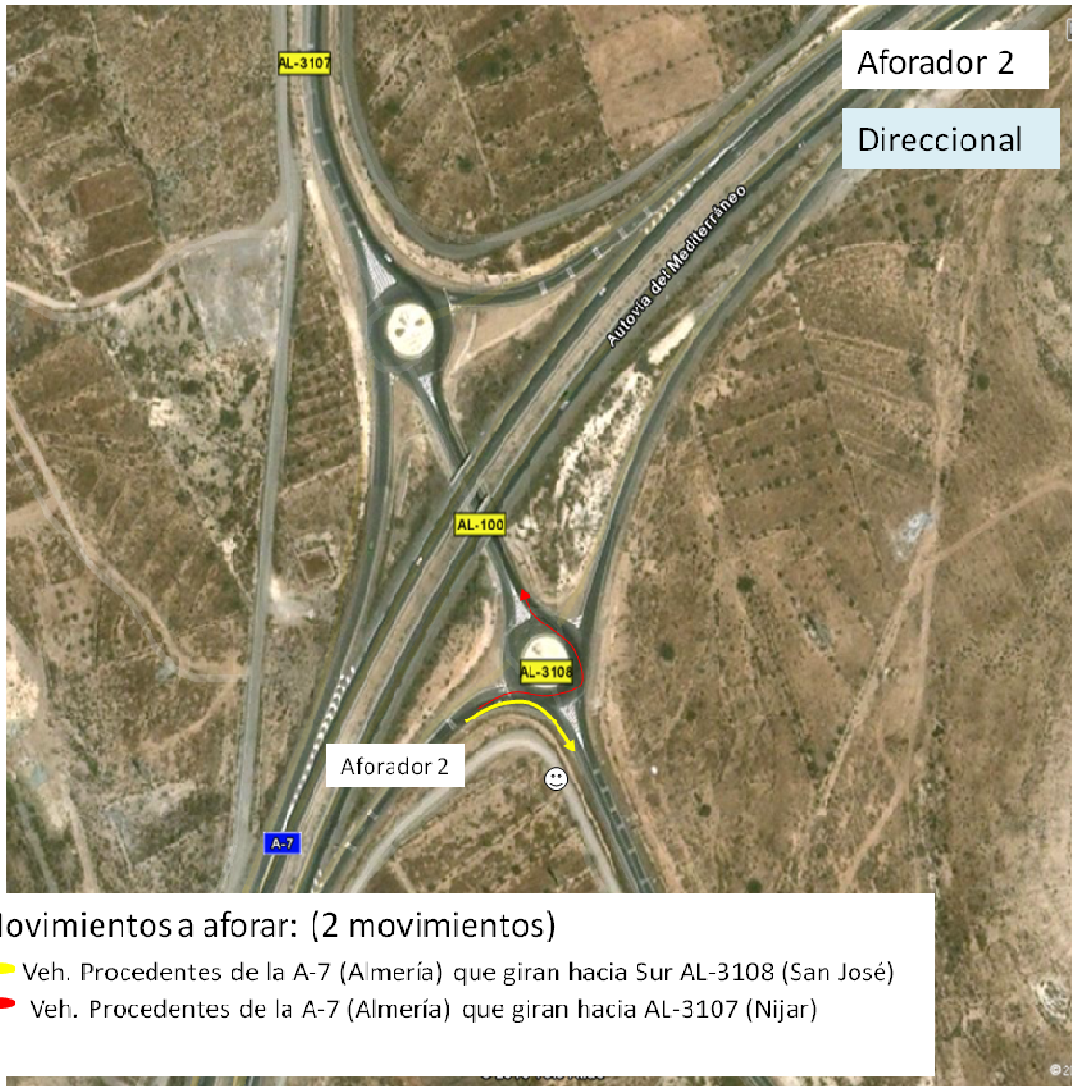 AL-3107
Aforador 2
Direccional
Autovía del Mediterráneo
AL-100
AL-3108
Aforador 2
A-7
Movimientos a aforar: (2 movimientos)
Veh. Procedentes de la A-7 (Almería) que giran hacia Sur AL-3108 (San José)
Veh. Procedentes de la A-7 (Almería) que giran hacia AL-3107 (Nijar)